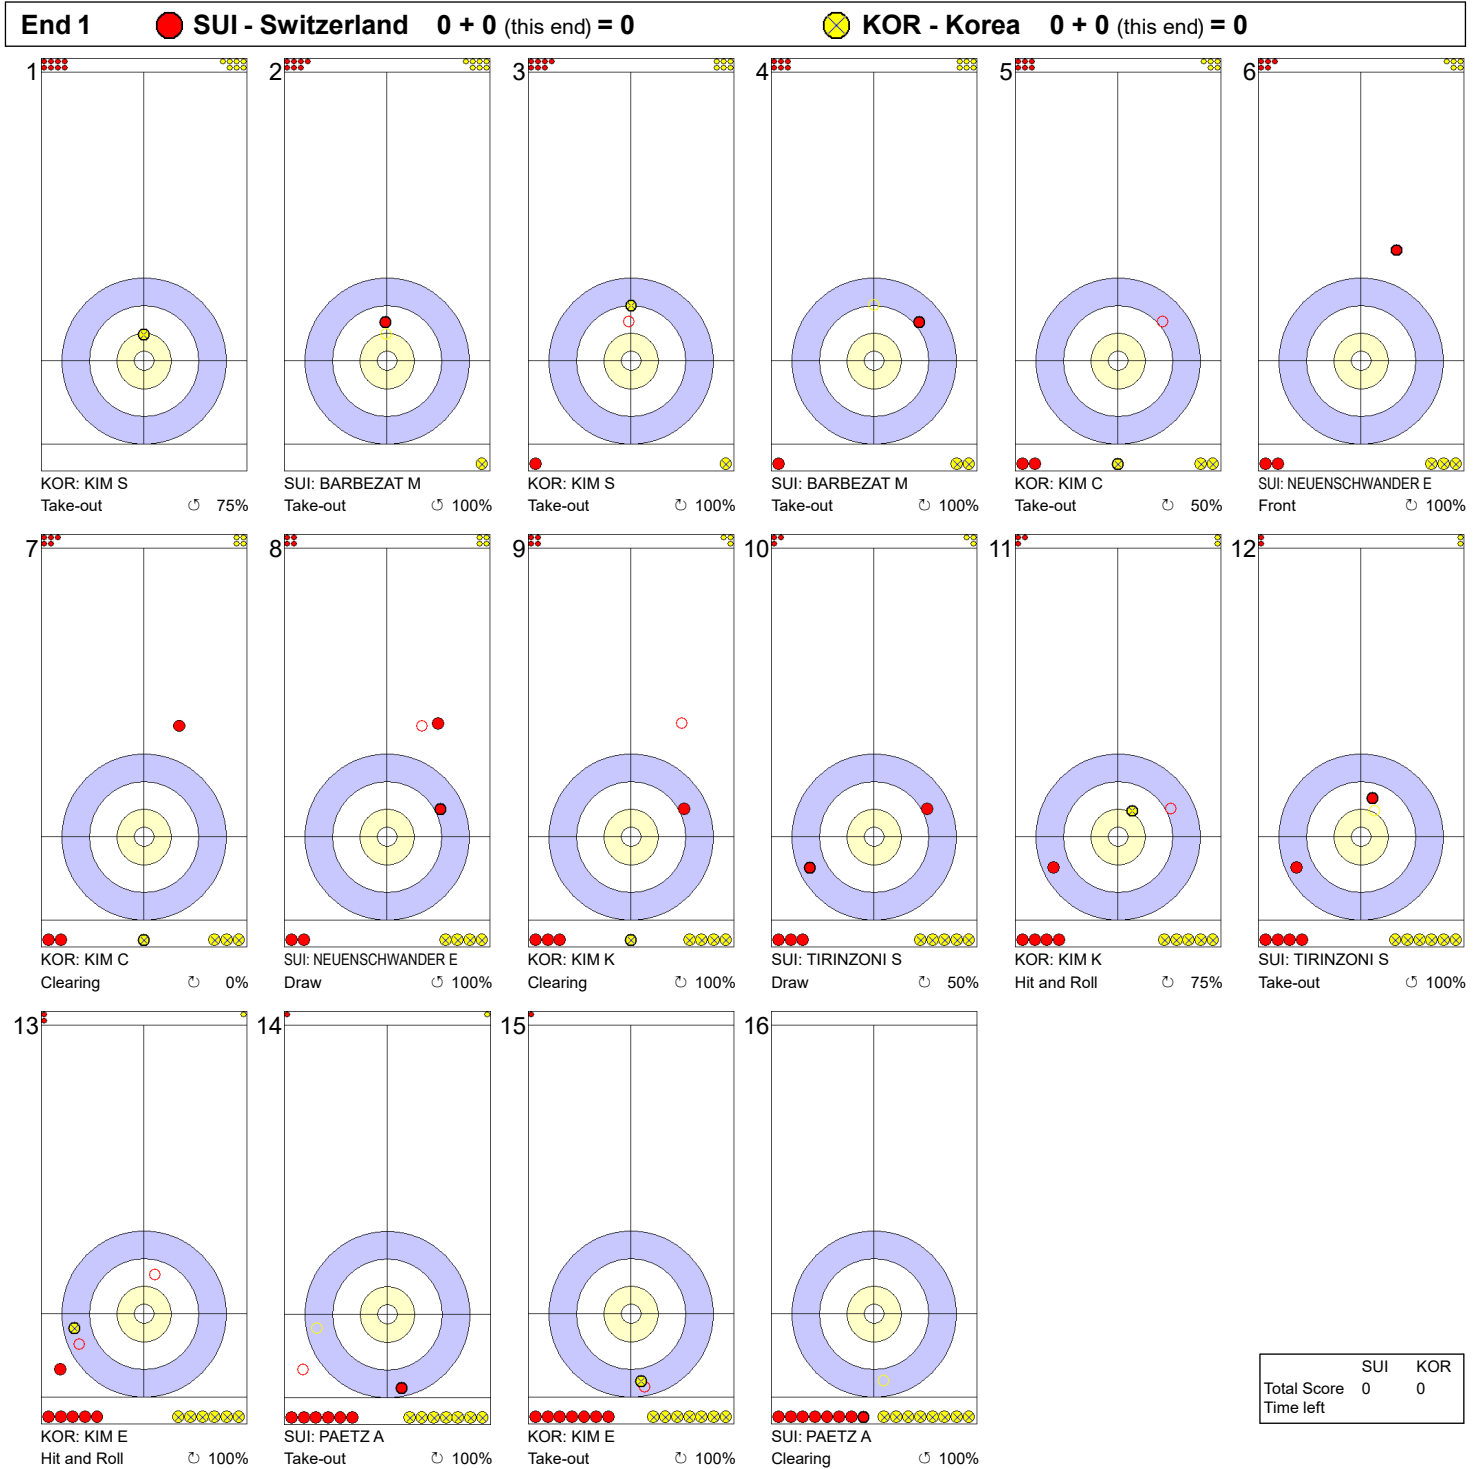 End 1 SUI - Switzerland 0 + 0 (this end) = 0 KOR - Korea 0 + 0 (this end) = 0
1 2 3 4 5 6
KOR: KIM S SUI: BARBEZAT M KOR: KIM S SUI: BARBEZAT M KOR: KIM C SUI: NEUENSCHWANDER E
Take-out ↺ 75% Take-out ↻ 100% Take-out ↻ 100% Take-out ↻ 100% Take-out ↻ 50% Front ↻ 100%
7 8 9 10 11 12
KOR: KIM C SUI: NEUENSCHWANDER E KOR: KIM K SUI: TIRINZONI S KOR: KIM K SUI: TIRINZONI S
Clearing ↻ 0% Draw ↺ 100% Clearing ↻ 100% Draw ↻ 50% Hit and Roll ↻ 75% Take-out ↻ 100%
13 14 15 16
KOR: KIM E SUI: PAETZ A KOR: KIM E SUI: PAETZ A
Hit and Roll ↻ 100% Take-out ↻ 100% Take-out ↻ 100% Clearing ↻ 100%
SUI KOR
Total Score 0 0
Time left